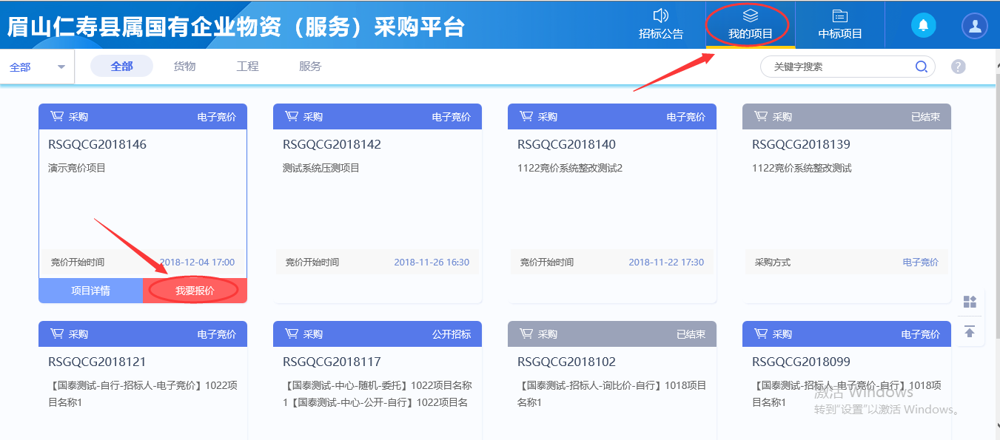 眉山仁寿县属国有企业物资（服务）采购平台
招标公告
我的项目
中标项目
全部
全部
货物
工程
服务
关键字搜索
?
采购 电子竞价
RSGQCG2018146
演示竞价项目
竞价开始时间 2018-12-04 17:00
项目详情 我要报价
采购 电子竞价
RSGQCG2018142
测试系统压测项目
竞价开始时间 2018-11-26 16:30
采购 电子竞价
RSGQCG2018140
1122竞价系统整改测试2
竞价开始时间 2018-11-22 17:30
采购 已结束
RSGQCG2018139
1122竞价系统整改测试
采购方式 电子竞价
采购 电子竞价
RSGQCG2018121
【国泰测试-自行-招标人-电子竞价】1022项
目名称1
采购 公开招标
RSGQCG2018117
【国泰测试-中心-随机-委托】1022项目名称
1【国泰测试-中心-公开-自行】1022项目名
采购 已结束
RSGQCG2018102
【国泰测试-招标人-询比价-自行】1018项目
名称1
采购 电子竞价
RSGQCG2018099
【国泰测试-招标人-电子竞价-自行】1018项
目名称1
激活 Windows
转到"设置"以激活 Windows。